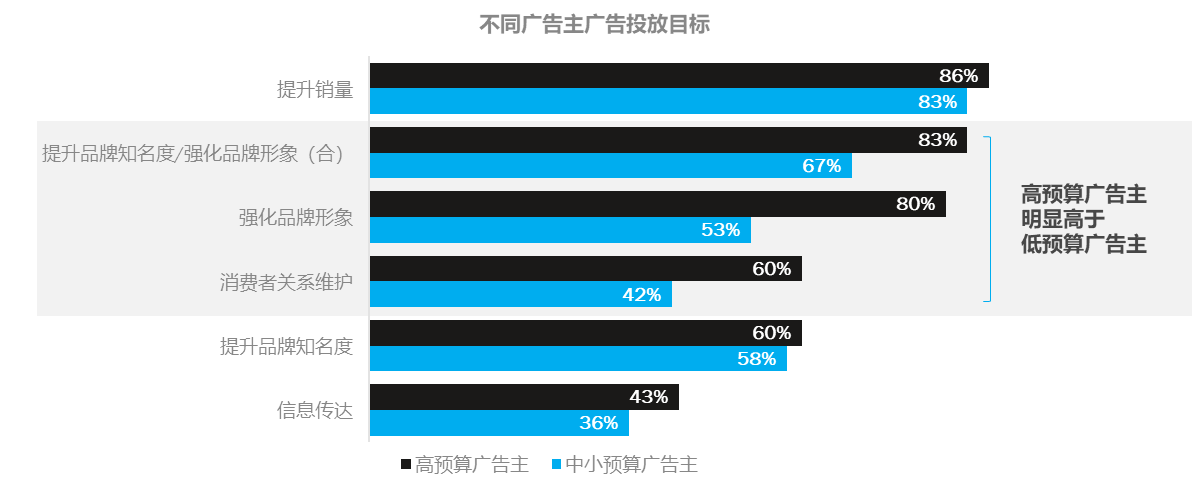 不同广告主广告投放目标
提升销量
86%
83%
提升品牌知名度/强化品牌形象（合）
83%
67%
强化品牌形象
80%
53%
消费者关系维护
60%
42%
高预算广告主
明显高于
低预算广告主
提升品牌知名度
60%
58%
信息传达
43%
36%
高预算广告主
中小预算广告主